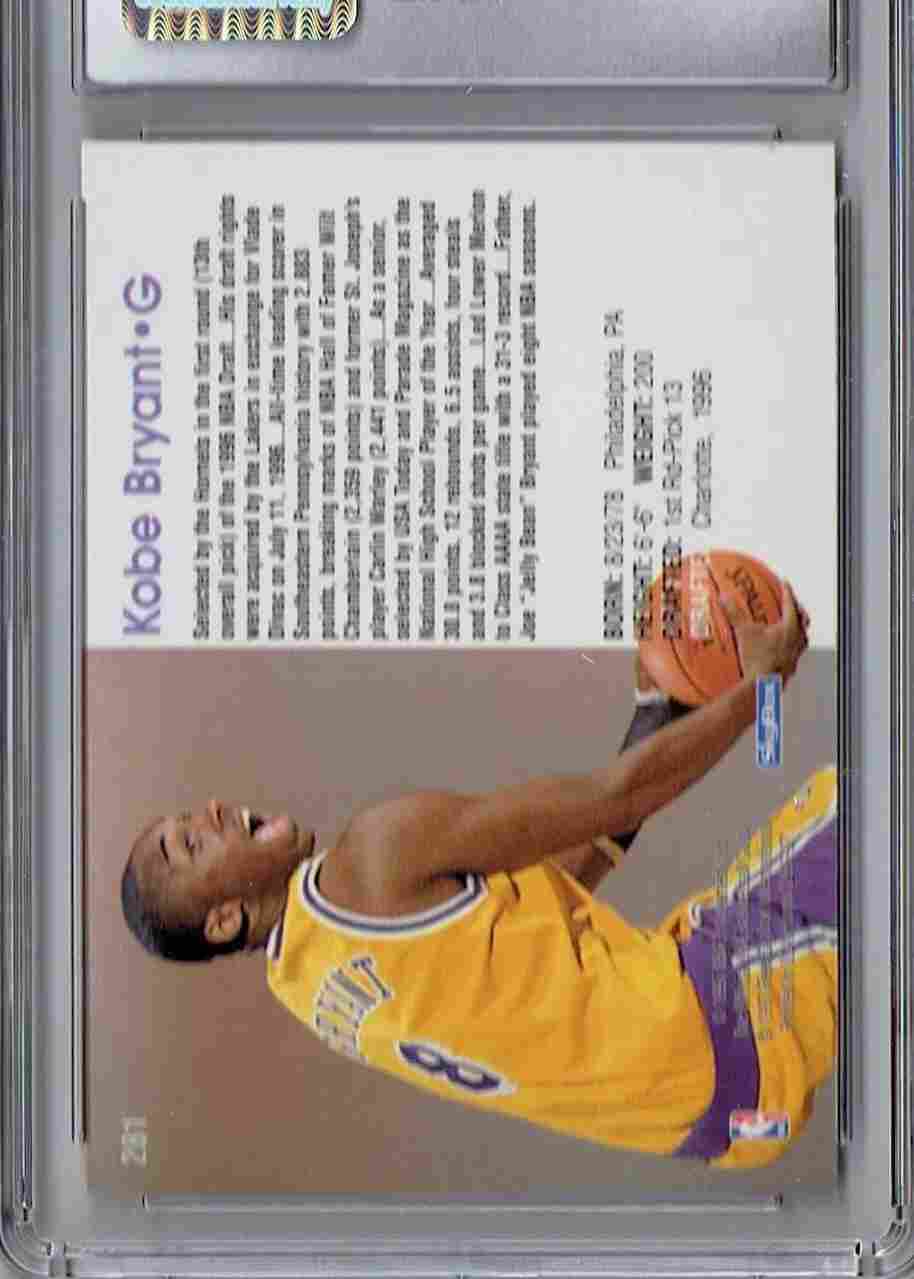 Kobe Bryant•G
Selected by the Hornets in the first round (13th
overall pick) of the 1996 NBA Draft....His draft rights
were acquired by the Lakers in exchange for Vlade
Divac on July 11, 1996....All-time leading scorer in
Southeastern Pennsylvania history with 2,883
points, breaking marks of NBA Hall of Famer Wilt
Chamberlain (2,359 points) and former St. Joseph's
player Carlin Warley (2,441 points)....As a senior,
selected by USA Today and Parade Magazine as the
National High School Player of the Year....Averaged
30.8 points, 12 rebounds, 6.5 assists, four steals
and 3.8 blocked shots per game....Led Lower Merion
to Class AAAA state title with a 31-3 record....Father,
Joe "Jelly Bean" Bryant played eight NBA seasons.
BORN: 8/23/78 Philadelphia, PA
HEIGHT: 6'-6" WEIGHT: 200
DRAFTED: 1st Rd-Pick 13
Charlotte, 1996
SkyBox
BRYANT
8
281